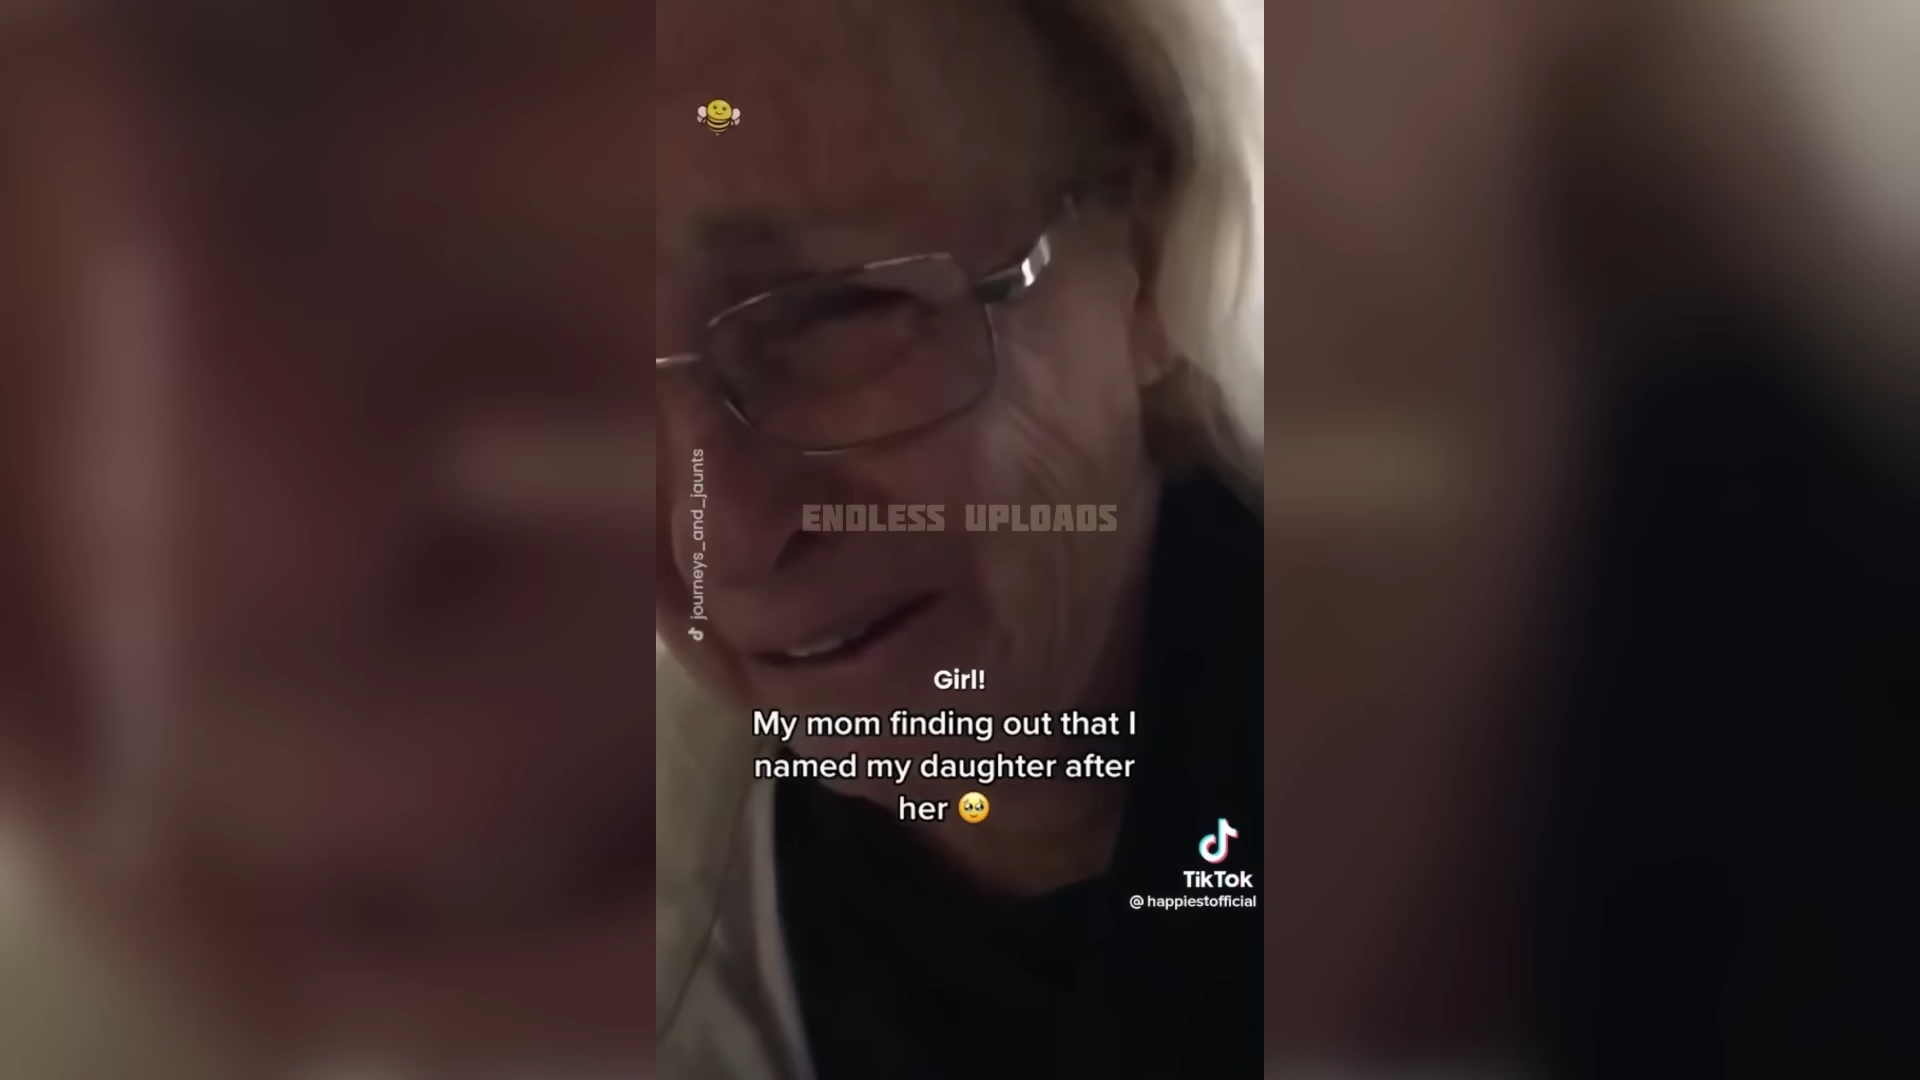 journeys_and_jaunts
ENDLESS UPLOADS
Girl!
My mom finding out that I
named my daughter after
her 🥹
TikTok
@happiestofficial